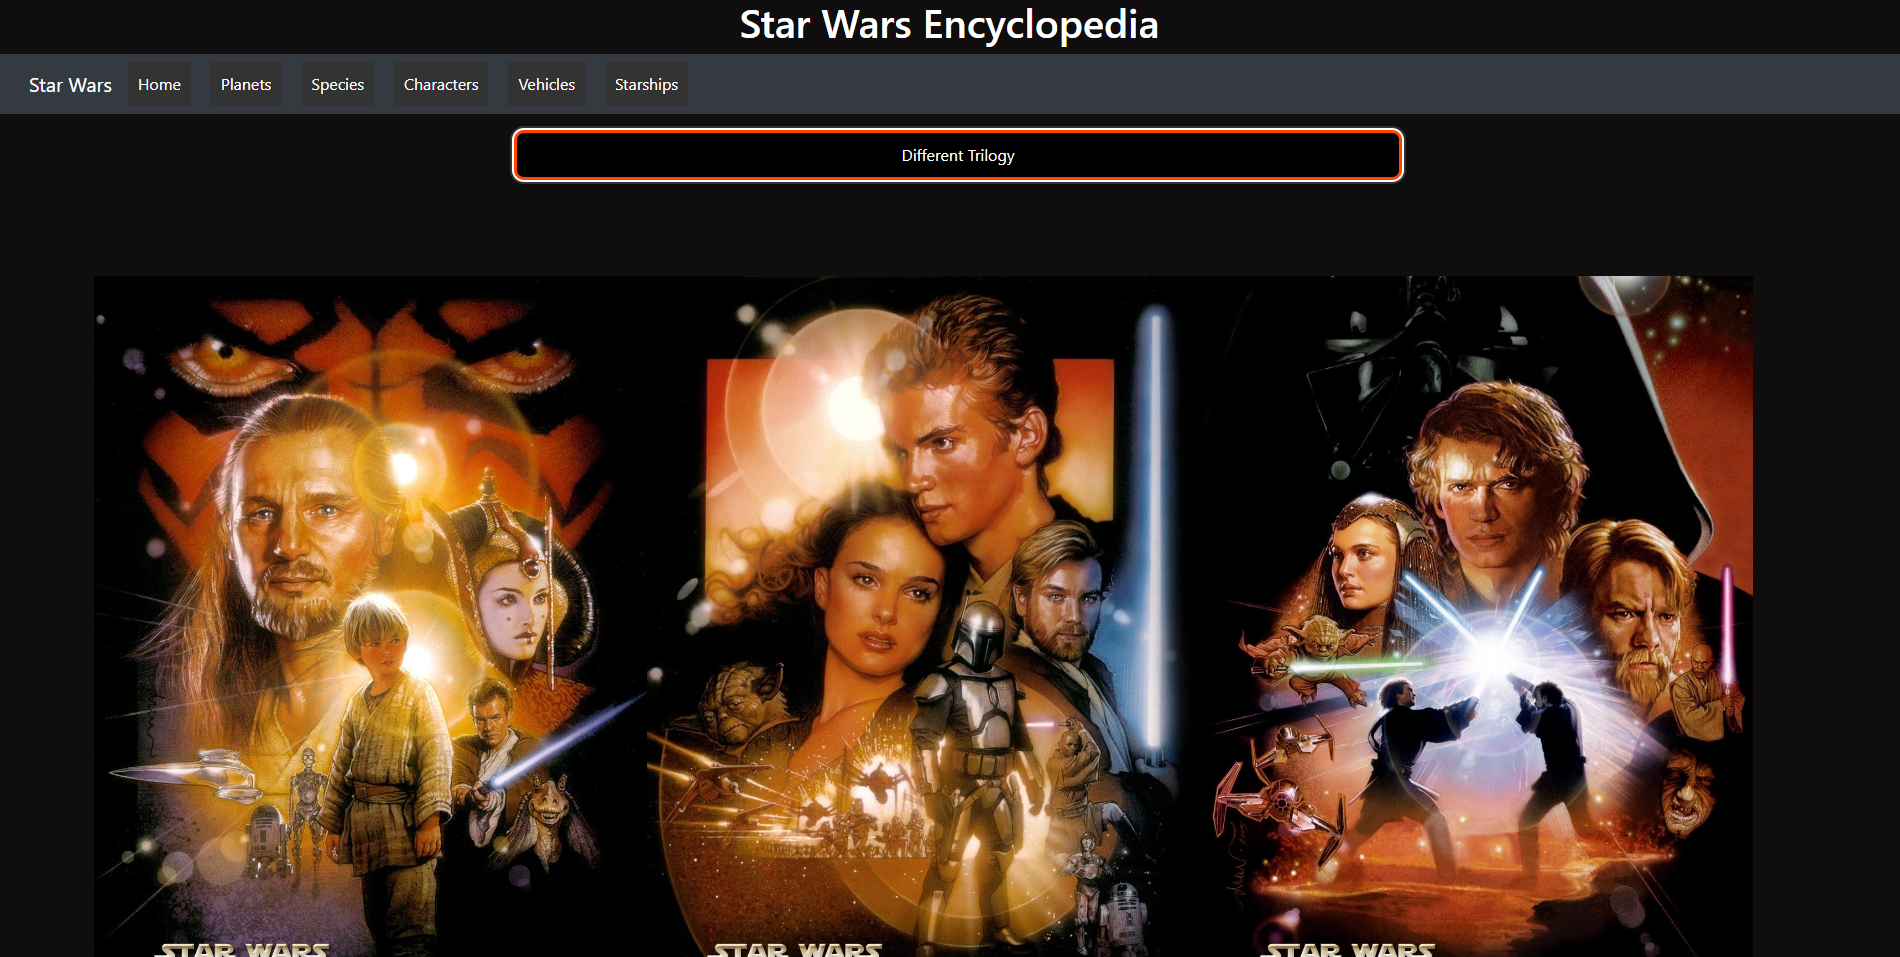 Star Wars Encyclopedia
Star Wars Home Planets Species Characters Vehicles Starships
Different Trilogy
STAR WARS STAR WARS STAR WARS